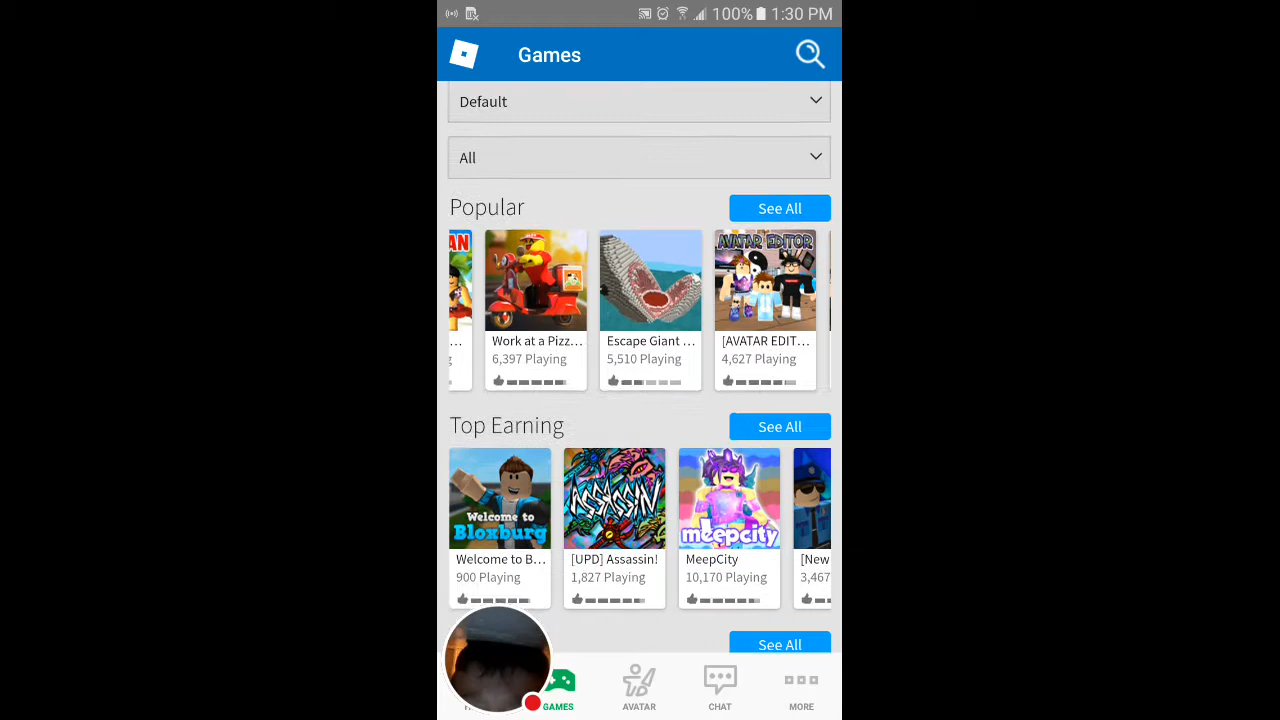 100% 1:30 PM
Games
Default
All
Popular
See All
AN
AVATAR EDITOR
...
Work at a Pizz...
Escape Giant ...
[AVATAR EDIT...
6,397 Playing
5,510 Playing
4,627 Playing
Top Earning
See All
Welcome to
Bloxburg
ASSASSIN
meepcity
Welcome to B...
[UPD] Assassin!
MeepCity
[New
900 Playing
1,827 Playing
10,170 Playing
3,467
See All
GAMES
AVATAR
CHAT
MORE